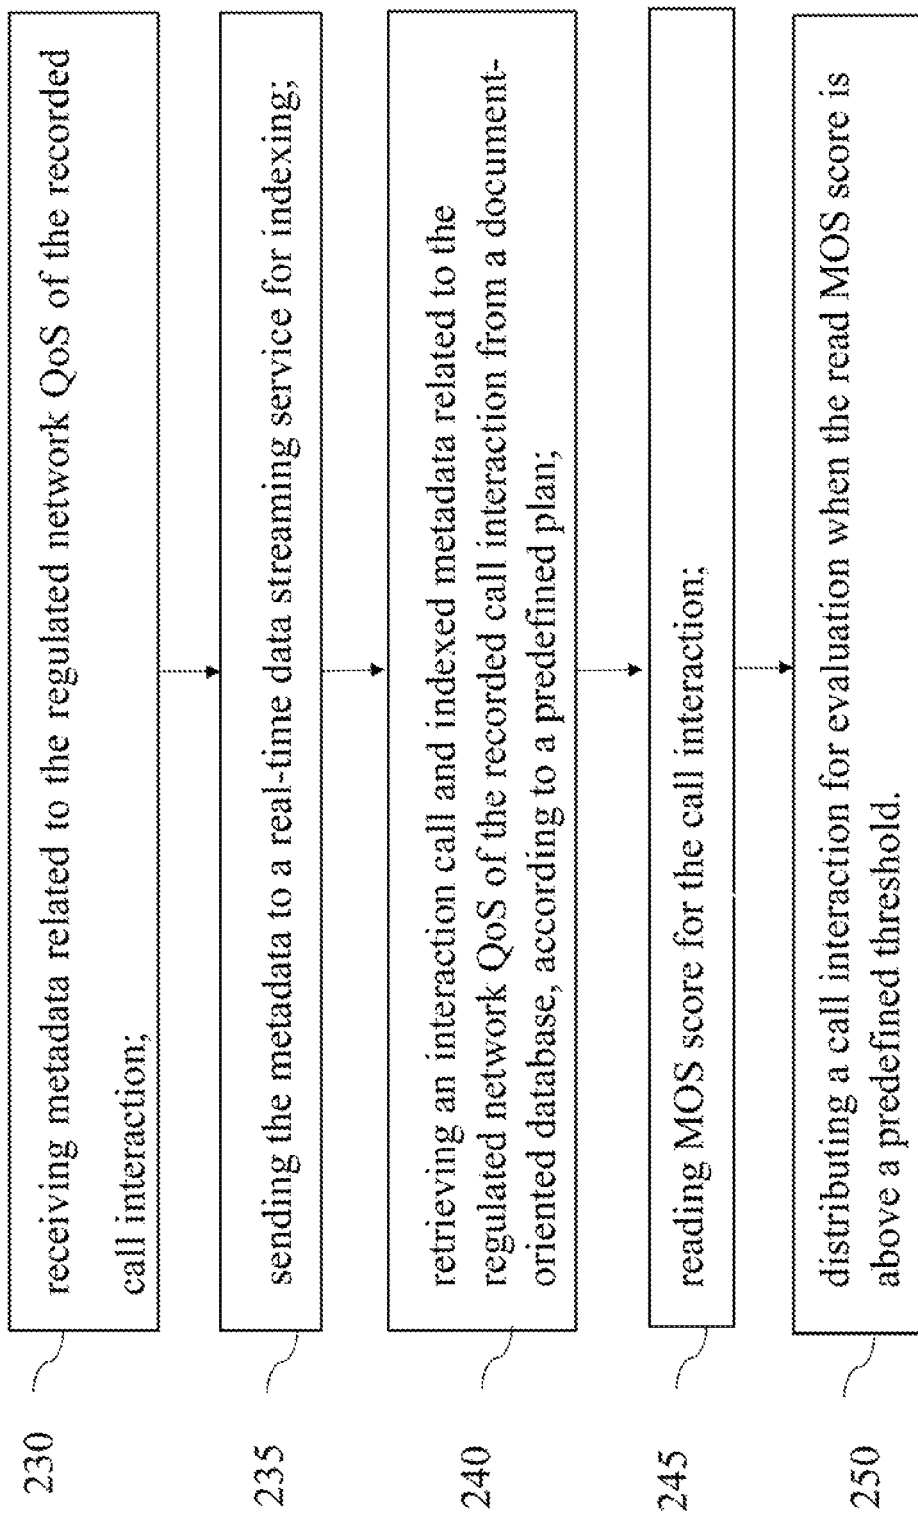 230
receiving metadata related to the regulated network QoS of the recorded
call interaction;
235
sending the metadata to a real-time data streaming service for indexing;
240
retrieving an interaction call and indexed metadata related to the
regulated network QoS of the recorded call interaction from a document-
oriented database, according to a predefined plan;
245
reading MOS score for the call interaction;
250
distributing a call interaction for evaluation when the read MOS score is
above a predefined threshold.